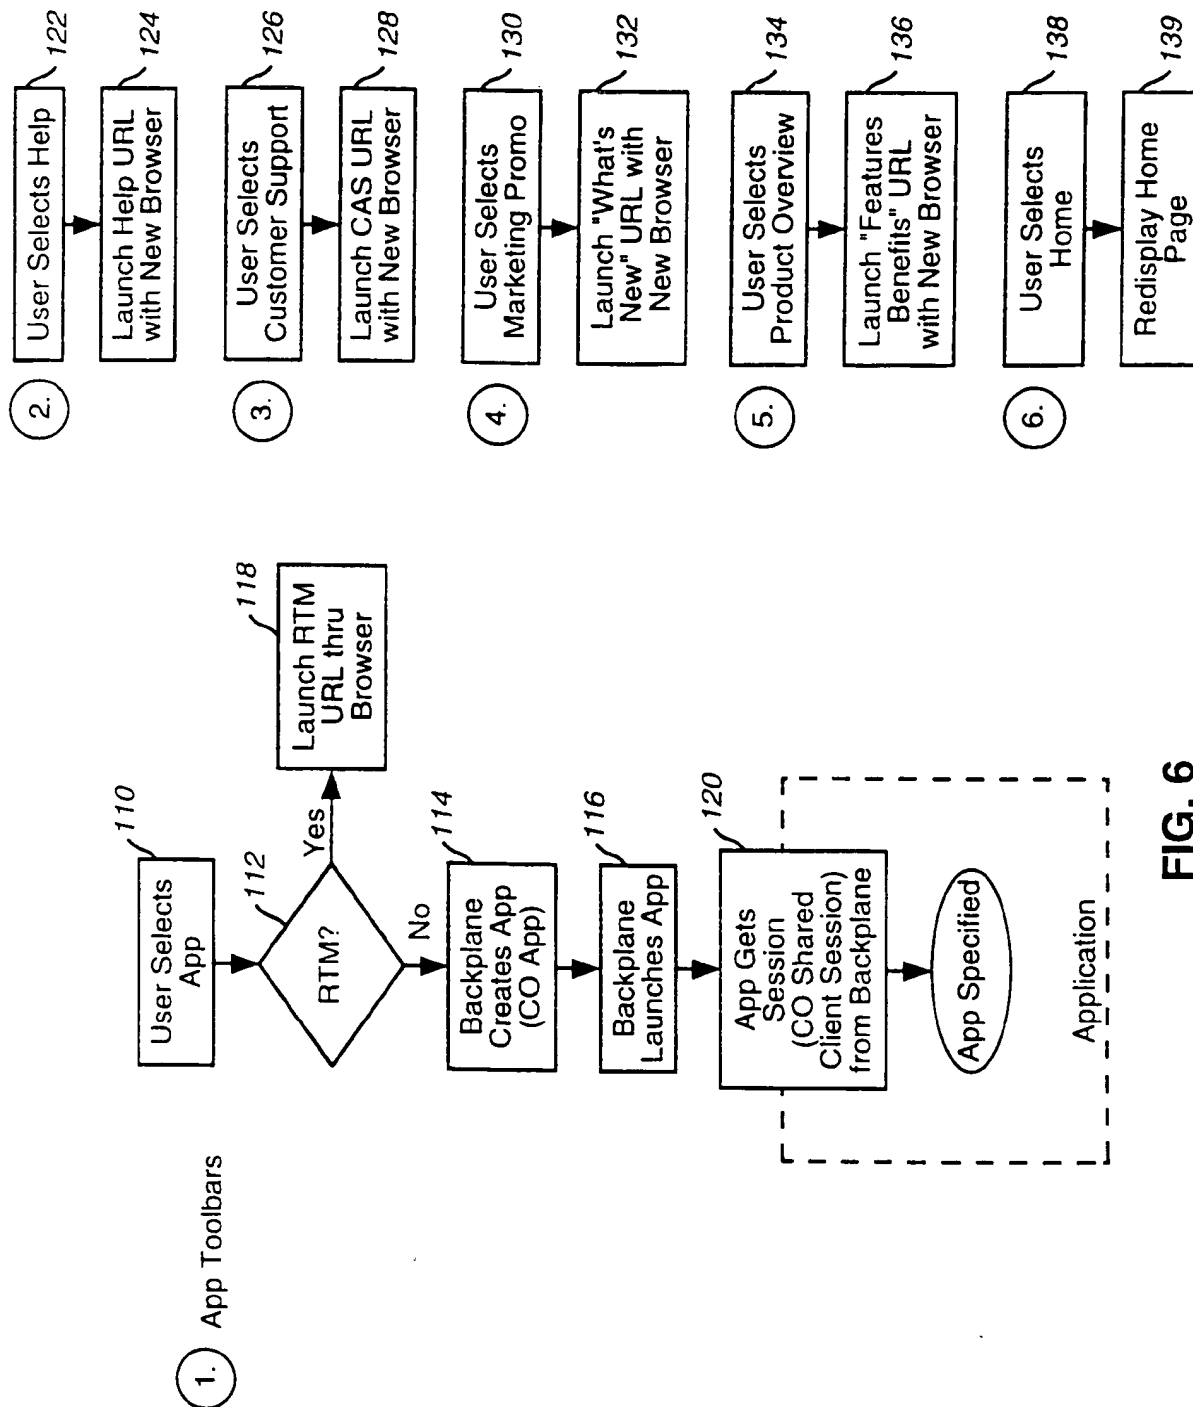 1.
App Toolbars
110
User Selects
App
112
RTM?
Yes
118
Launch RTM
URL thru
Browser
No
114
Backplane
Creates App
(CO App)
116
Backplane
Launches App
120
App Gets
Session
(CO Shared
Client Session)
from Backplane
App Specified
Application
2.
122
User Selects Help
124
Launch Help URL
with New Browser
3.
126
User Selects
Customer Support
128
Launch CAS URL
with New Browser
4.
130
User Selects
Marketing Promo
132
Launch "What's
New" URL with
New Browser
5.
134
User Selects
Product Overview
136
Launch "Features
Benefits" URL
with New Browser
6.
138
User Selects
Home
139
Redisplay Home
Page
FIG. 6